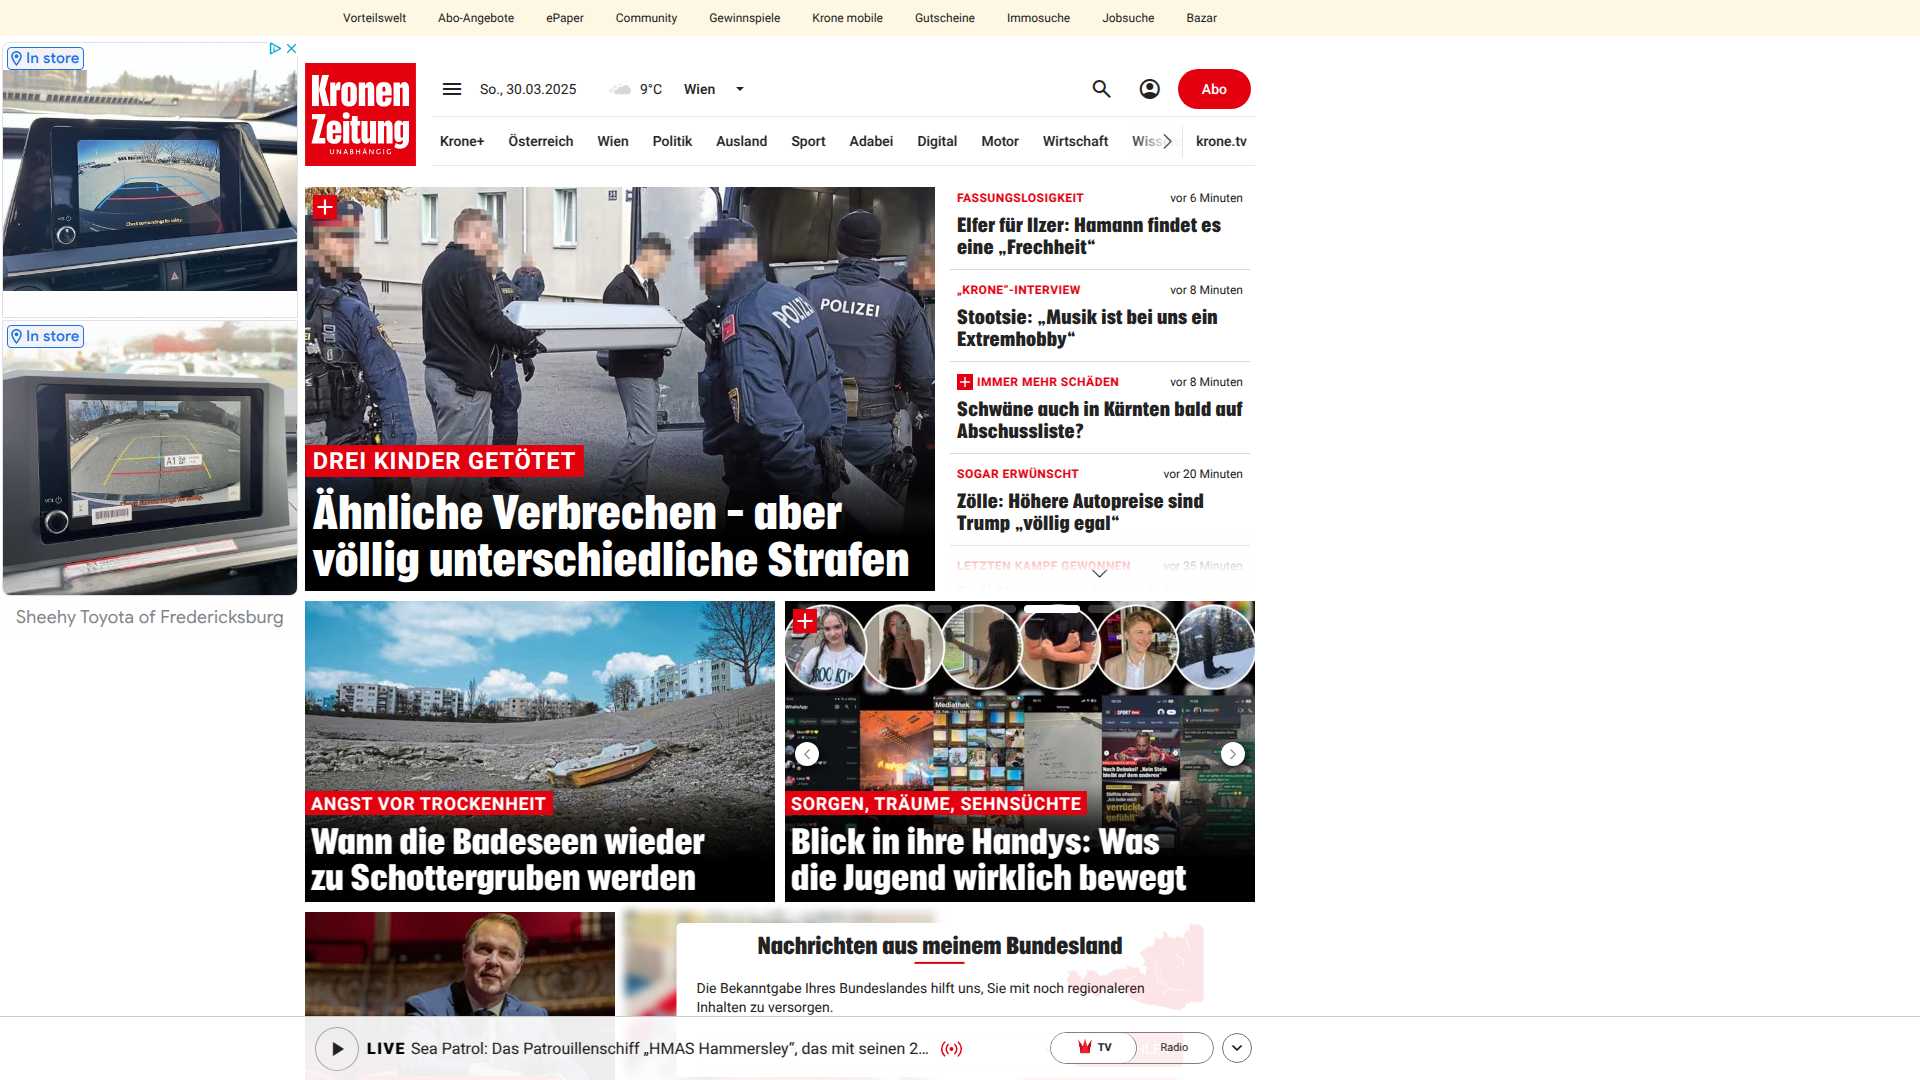 Vorteilswelt Abo-Angebote ePaper Community Gewinnspiele Krone mobile Gutscheine Immosuche Jobsuche Bazar
In store
In store
Sheehy Toyota of Fredericksburg
Kronen
Zeitung
UNABHÄNGIG
So., 30.03.2025 9°C Wien
Abo
Krone+ Österreich Wien Politik Ausland Sport Adabei Digital Motor Wirtschaft Wiss krone.tv
POLIZEI
POLIZEI
DREI KINDER GETÖTET
Ähnliche Verbrechen – aber
völlig unterschiedliche Strafen
FASSUNGSLOSIGKEIT vor 6 Minuten
Elfer für Ilzer: Hamann findet es
eine „Frechheit“
„KRONE“-INTERVIEW vor 8 Minuten
Stootsie: „Musik ist bei uns ein
Extremhobby“
IMMER MEHR SCHÄDEN vor 8 Minuten
Schwäne auch in Kärnten bald auf
Abschussliste?
SOGAR ERWÜNSCHT vor 20 Minuten
Zölle: Höhere Autopreise sind
Trump „völlig egal“
LETZTEN KAMPF GEWONNEN vor 35 Minuten
ANGST VOR TROCKENHEIT
Wann die Badeseen wieder
zu Schottergruben werden
WhatsApp
Mediathek
SORGEN, TRÄUME, SEHNSÜCHTE
Blick in ihre Handys: Was
die Jugend wirklich bewegt
Nachrichten aus meinem Bundesland
Die Bekanntgabe Ihres Bundeslandes hilft uns, Sie mit noch regionaleren
Inhalten zu versorgen.
LIVE Sea Patrol: Das Patrouillenschiff „HMAS Hammersley“, das mit seinen 2...
TV Radio